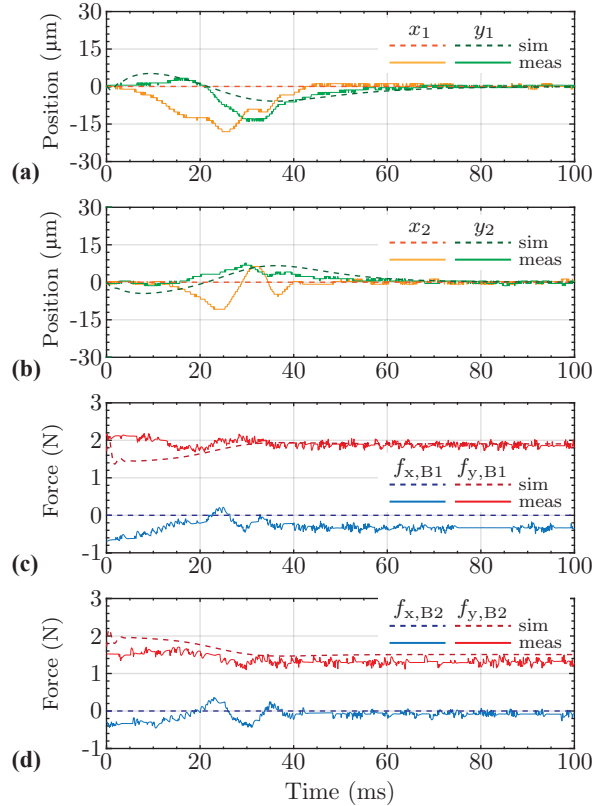 30
15
0
-15
-30
Position (µm)
x1 y1
sim
meas
0 20 40 60 80 100
(a)
30
15
0
-15
-30
Position (µm)
x2 y2
sim
meas
0 20 40 60 80 100
(b)
3
2
1
0
-1
Force (N)
fx,B1 fy,B1
sim
meas
0 20 40 60 80 100
(c)
3
2
1
0
-1
Force (N)
fx,B2 fy,B2
sim
meas
0 20 40 60 80 100
(d)
Time (ms)